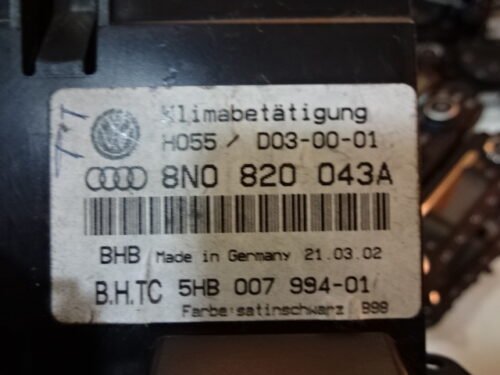 Klimabetätigung
H055 / D03-00-01
8N0 820 043A
BHB Made in Germany 21.03.02
B.H.TC 5HB 007 994-01
Farbe:satinschwarz 999